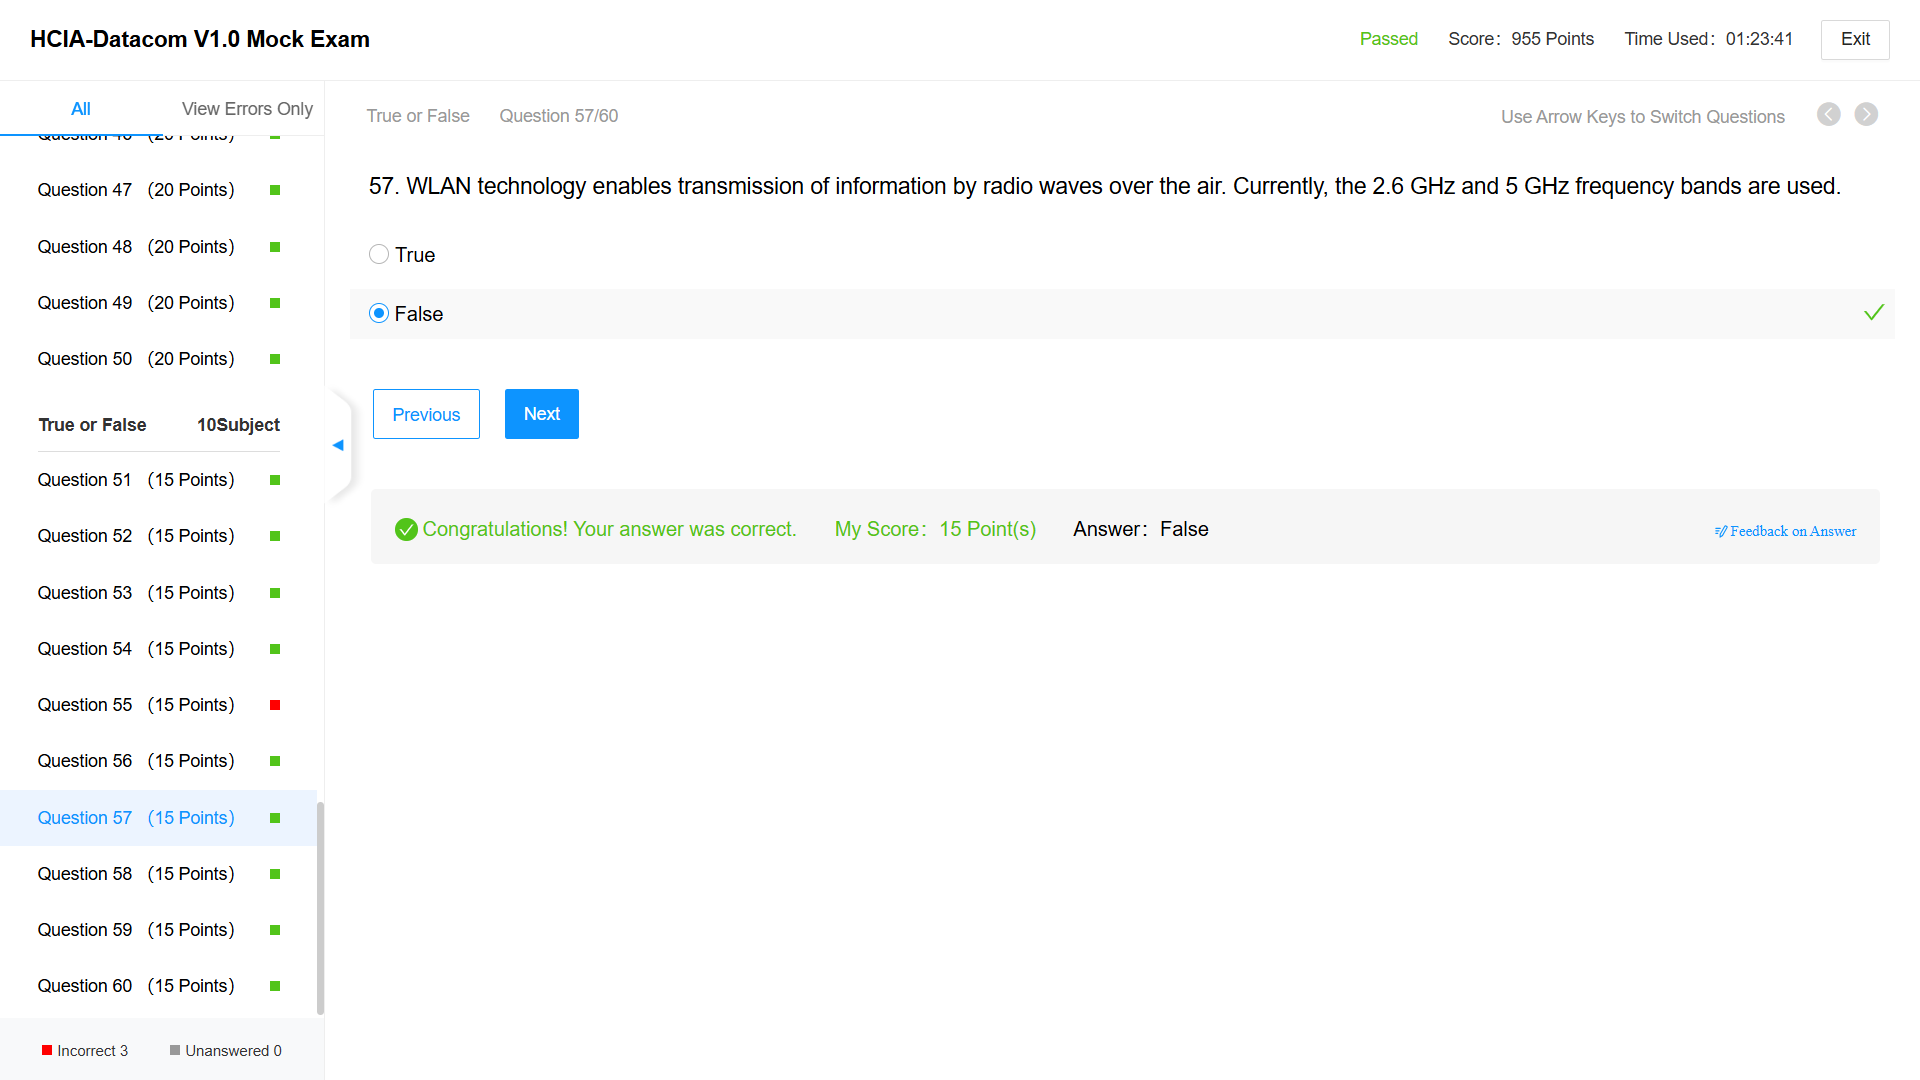 HCIA-Datacom V1.0 Mock Exam
Passed Score：955 Points Time Used：01:23:41 Exit
All View Errors Only
True or False Question 57/60 Use Arrow Keys to Switch Questions
Question 46 (20 Points)
Question 47 (20 Points)
Question 48 (20 Points)
Question 49 (20 Points)
Question 50 (20 Points)
True or False 10Subject
Question 51 (15 Points)
Question 52 (15 Points)
Question 53 (15 Points)
Question 54 (15 Points)
Question 55 (15 Points)
Question 56 (15 Points)
Question 57 (15 Points)
Question 58 (15 Points)
Question 59 (15 Points)
Question 60 (15 Points)
Incorrect 3 Unanswered 0
57. WLAN technology enables transmission of information by radio waves over the air. Currently, the 2.6 GHz and 5 GHz frequency bands are used.
True
False
Previous Next
Congratulations! Your answer was correct. My Score：15 Point(s) Answer：False Feedback on Answer